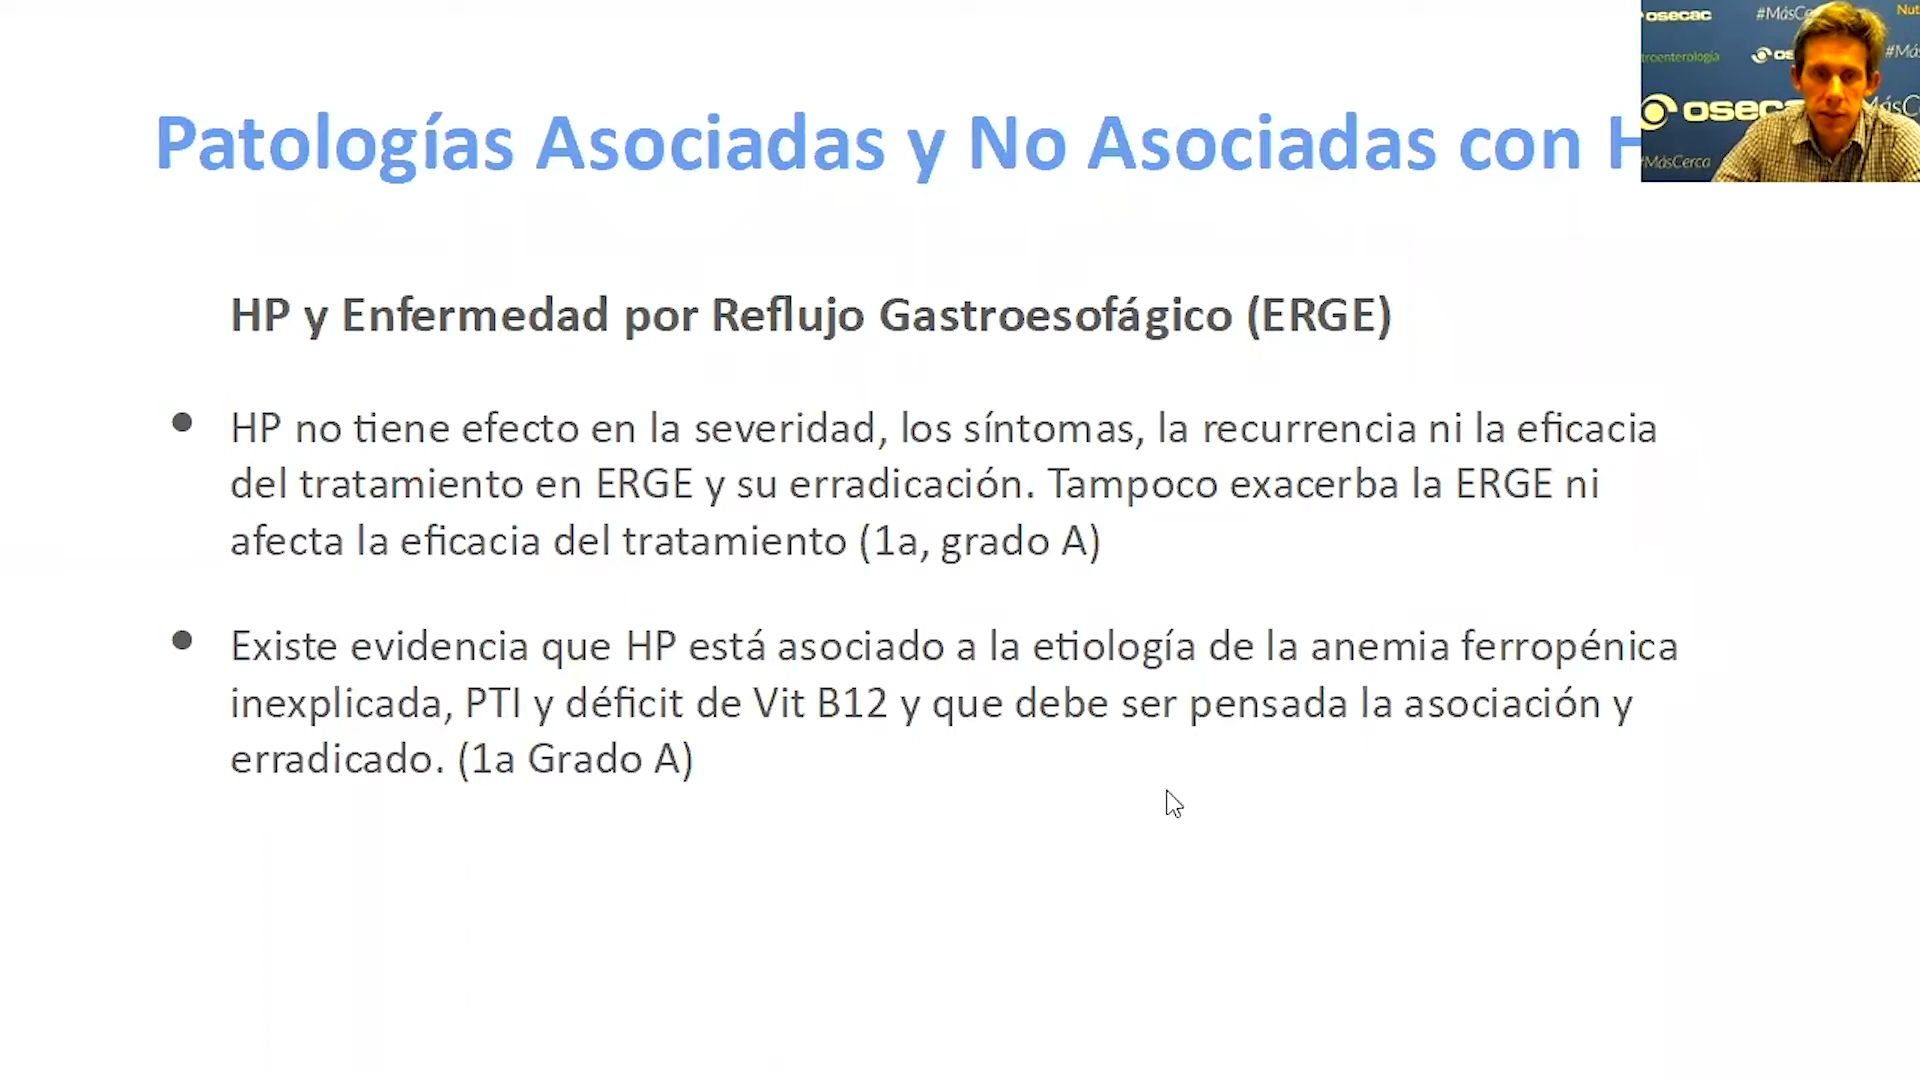 Patologías Asociadas y No Asociadas con
HP y Enfermedad por Reflujo Gastroesofágico (ERGE)
HP no tiene efecto en la severidad, los síntomas, la recurrencia ni la eficacia
del tratamiento en ERGE y su erradicación. Tampoco exacerba la ERGE ni
afecta la eficacia del tratamiento (1a, grado A)
Existe evidencia que HP está asociado a la etiología de la anemia ferropénica
inexplicada, PTI y déficit de Vit B12 y que debe ser pensada la asociación y
erradicado. (1a Grado A)
osecac
#MásCerca